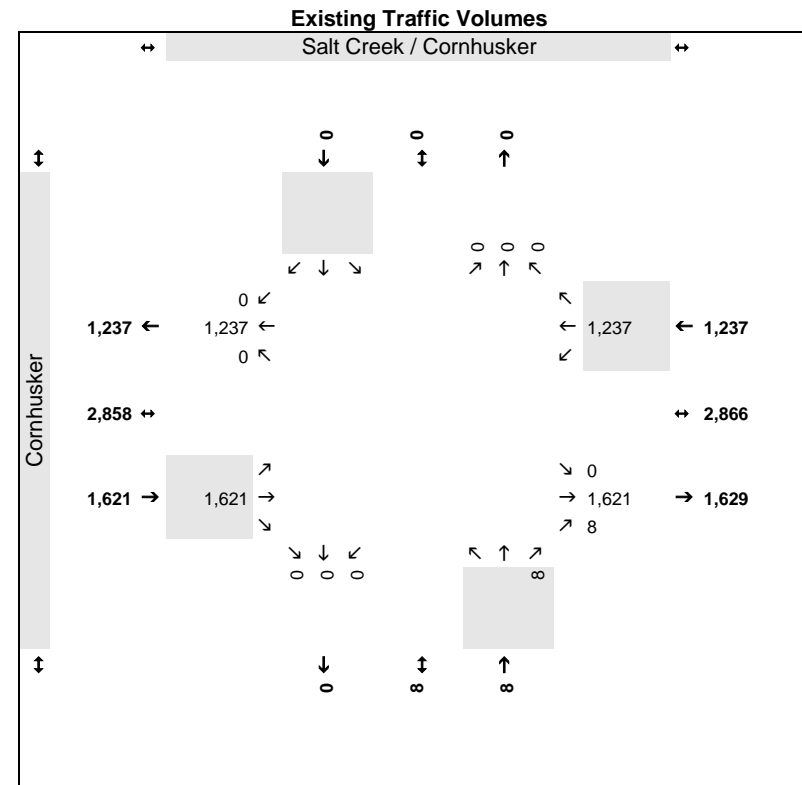 Existing Traffic Volumes
↔ Salt Creek / Cornhusker ↔
0 0 0
↕ ↓ ↕ ↑
0 0 0
↙ ↓ ↘ ↗ ↑ ↖
0 ↙ ↖
1,237 ← 1,237 ← ← 1,237 ← 1,237
0 ↖ ↙
Cornhusker
2,858 ↔ ↔ 2,866
↗ ↘ 0
1,621 → 1,621 → → 1,621 → 1,629
↘ ↗ 8
↘ ↓ ↙ ↖ ↑ ↗
0 0 0 8
↕ ↓ ↕ ↑
0 8 8